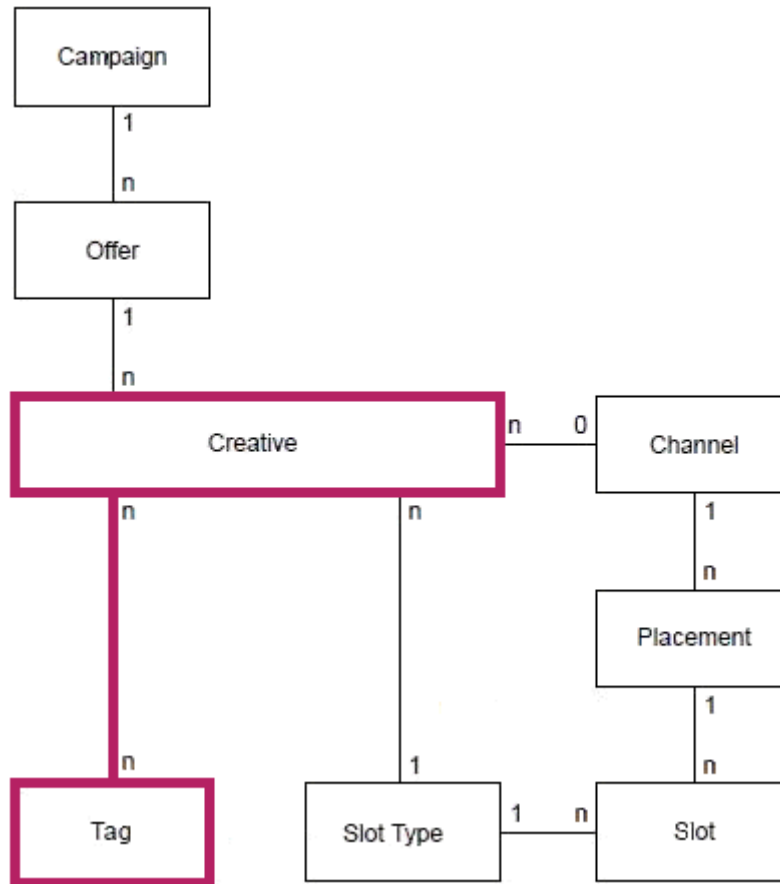 Campaign
1
n
Offer
1
n
Creative
n 0
Channel
n
n
1
n
Placement
1
n
1
n
Tag
Slot Type
1 n
Slot